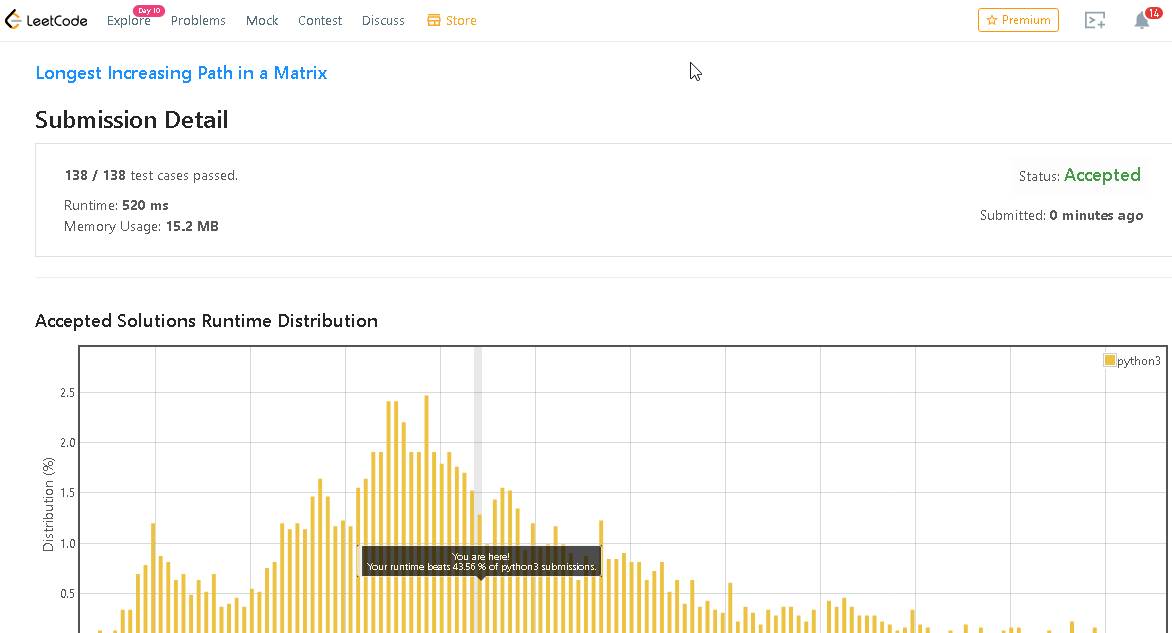 LeetCode Explore Day 10 Problems Mock Contest Discuss Store Premium 14
Longest Increasing Path in a Matrix
Submission Detail
138 / 138 test cases passed.
Status: Accepted
Runtime: 520 ms
Submitted: 0 minutes ago
Memory Usage: 15.2 MB
Accepted Solutions Runtime Distribution
python3
2.5
2.0
1.5
1.0
0.5
Distribution (%)
You are here!
Your runtime beats 43.56 % of python3 submissions.